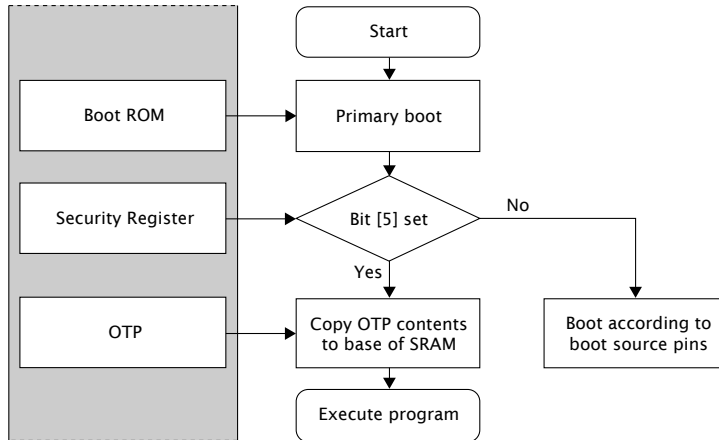 Start
Boot ROM
Primary boot
Security Register
Bit [5] set
No
Yes
OTP
Copy OTP contents
to base of SRAM
Boot according to
boot source pins
Execute program